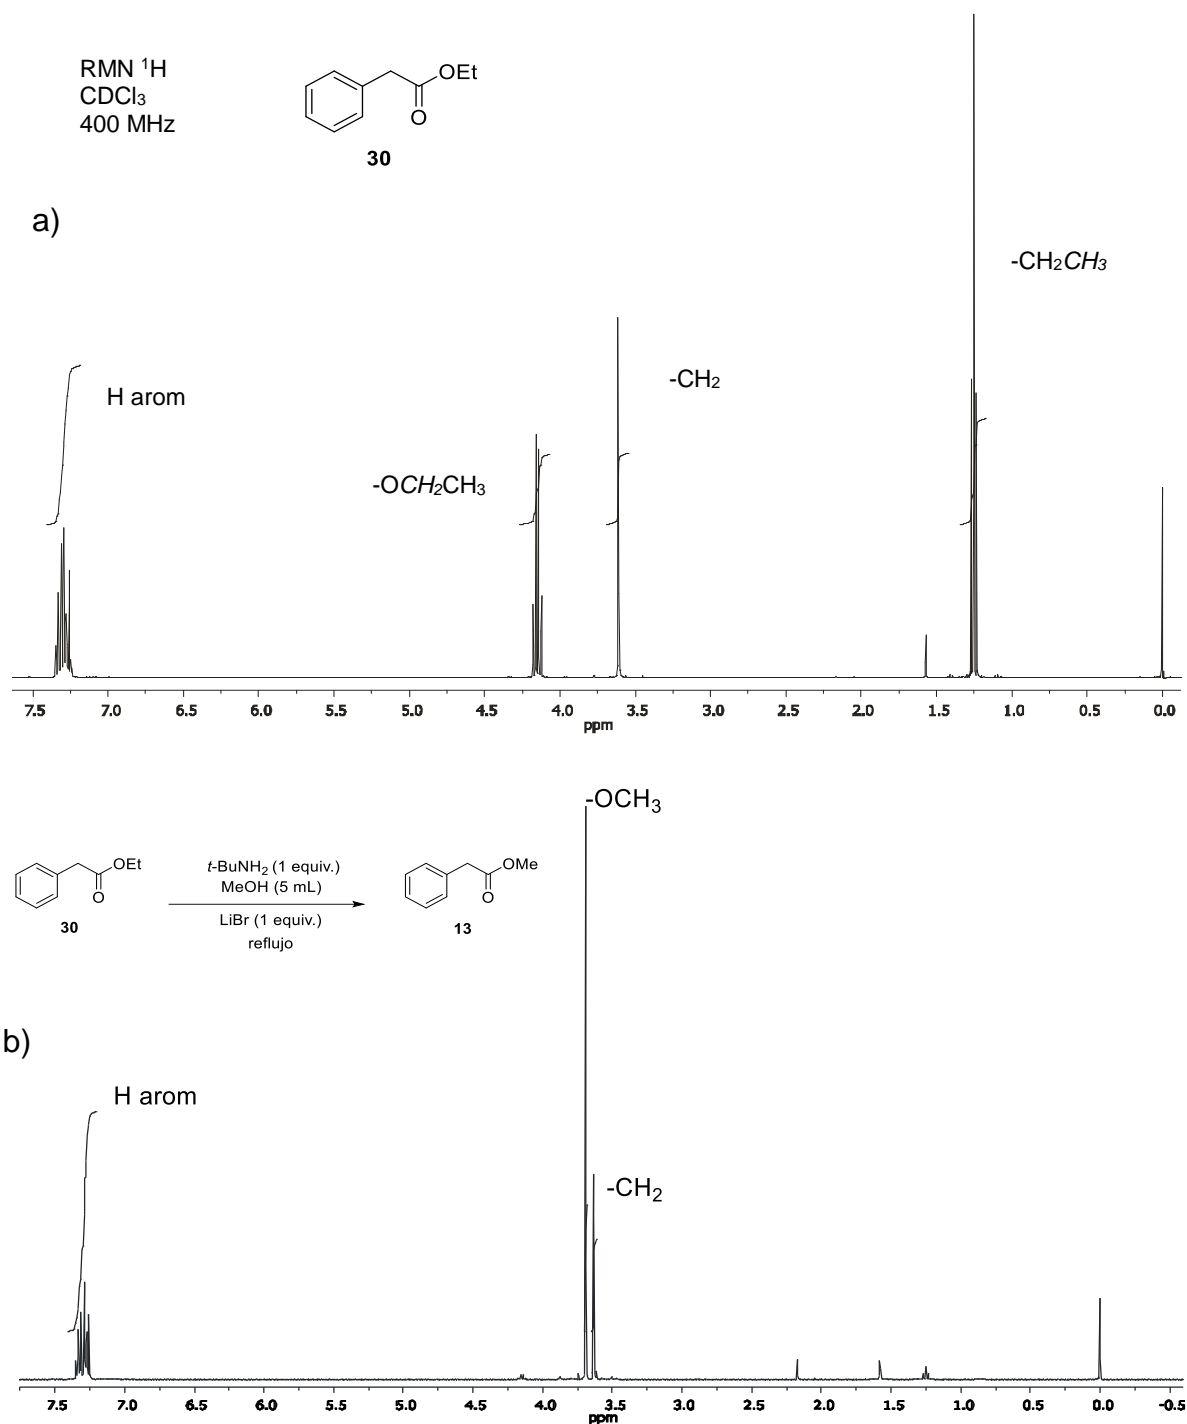 RMN ¹H
CDCl₃
400 MHz
OEt
O
30
a)
-CH₂CH₃
H arom
-CH₂
-OCH₂CH₃
7.5 7.0 6.5 6.0 5.5 5.0 4.5 4.0 3.5 3.0 2.5 2.0 1.5 1.0 0.5 0.0
ppm
-OCH₃
OEt
O
30
t-BuNH₂ (1 equiv.)
MeOH (5 mL)
LiBr (1 equiv.)
reflujo
OMe
O
13
b)
H arom
-CH₂
7.5 7.0 6.5 6.0 5.5 5.0 4.5 4.0 3.5 3.0 2.5 2.0 1.5 1.0 0.5 0.0 -0.5
ppm